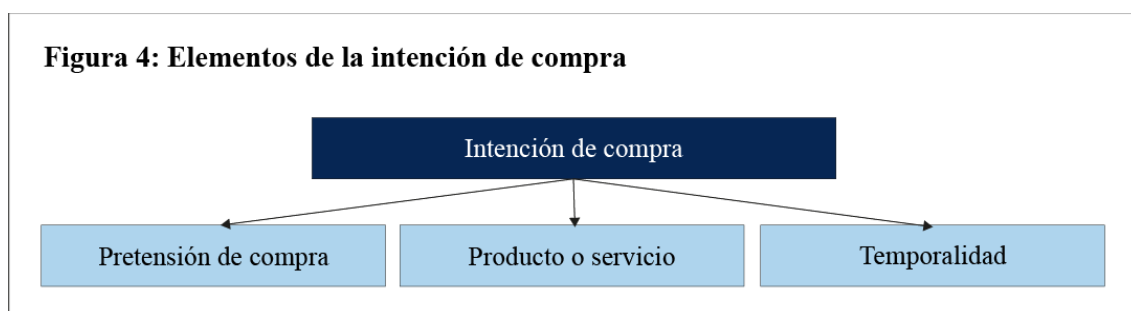 Figura 4: Elementos de la intención de compra
Intención de compra
Pretensión de compra
Producto o servicio
Temporalidad